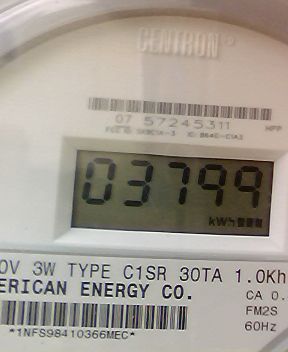 CENTRON®
07 57245311
03799
kWh
0V 3W TYPE C1SR 30TA 1.0Kh
ERICAN ENERGY CO.
CA 0.
FM2S
60Hz
*1NFS98410366MEC*